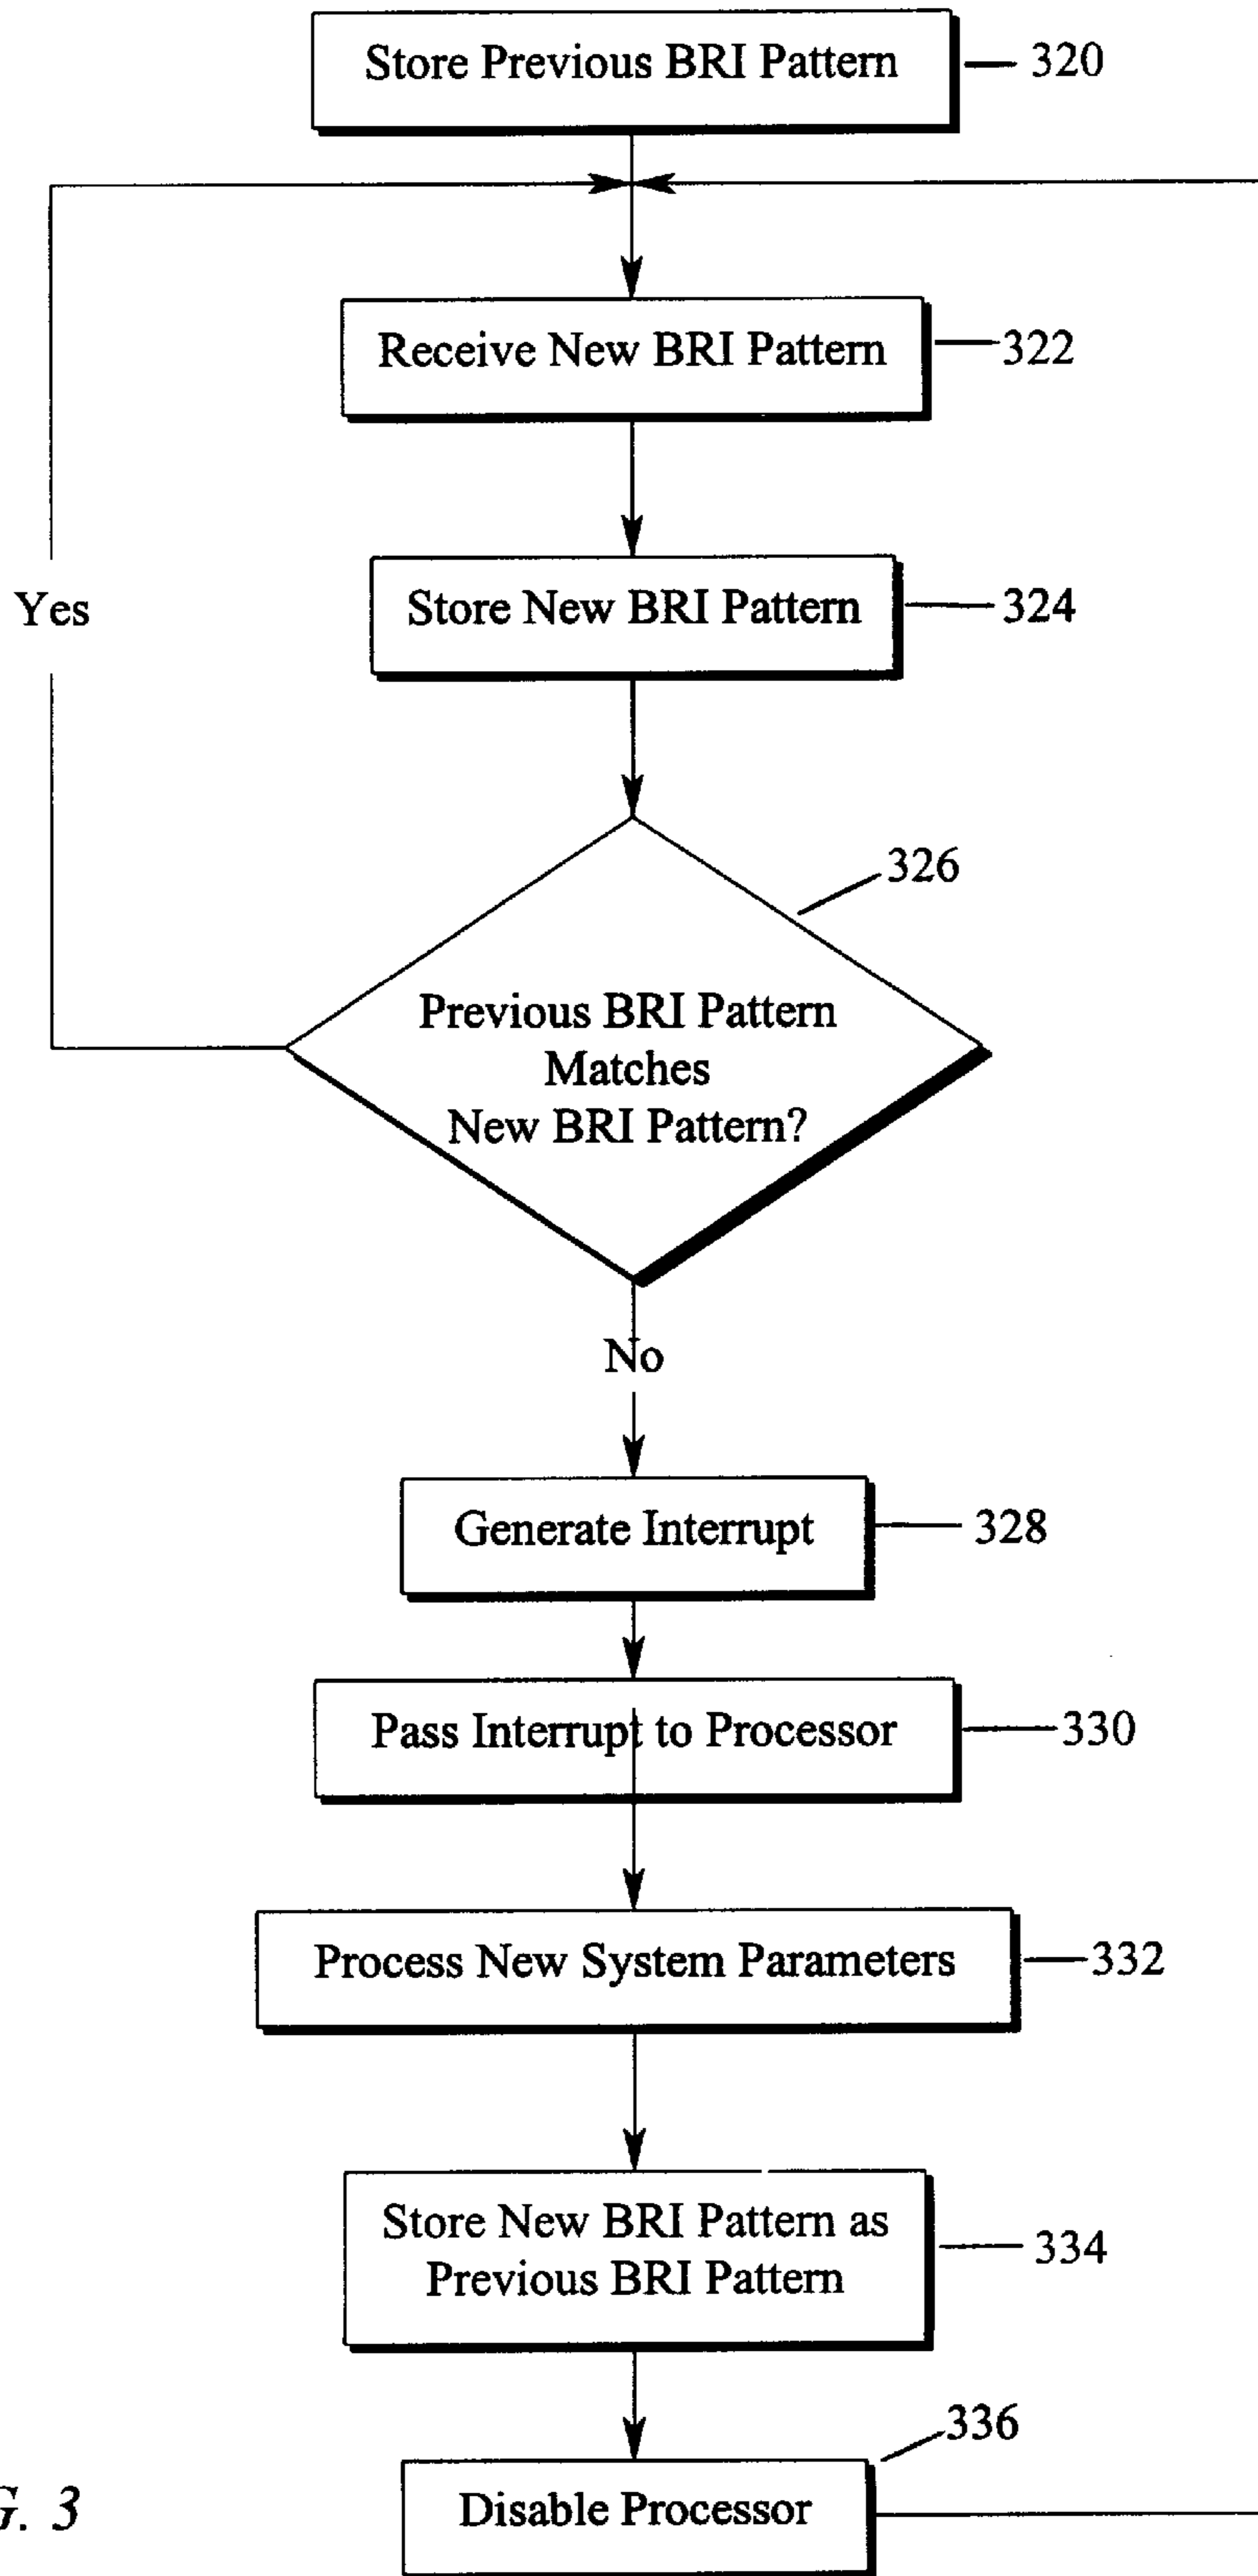 Store Previous BRI Pattern
320
Receive New BRI Pattern
322
Store New BRI Pattern
324
Yes
326
Previous BRI Pattern
Matches
New BRI Pattern?
No
Generate Interrupt
328
Pass Interrupt to Processor
330
Process New System Parameters
332
Store New BRI Pattern as
Previous BRI Pattern
334
336
Disable Processor
G. 3